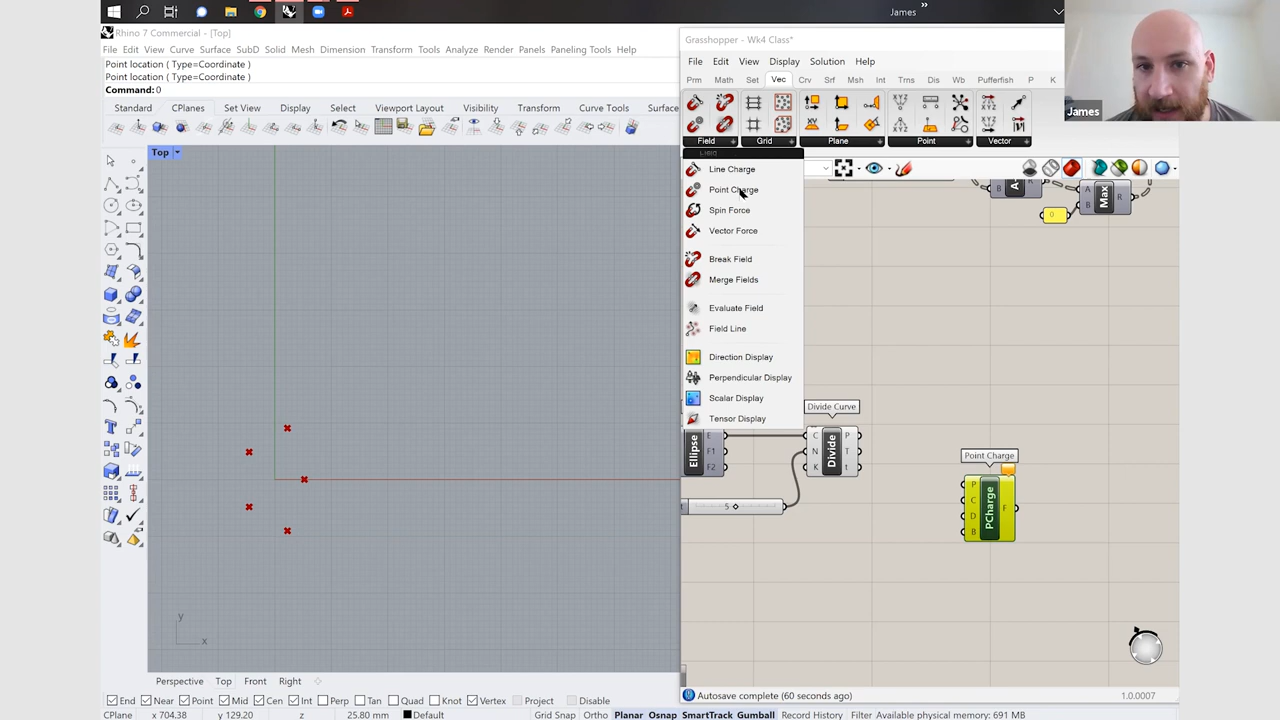 James »
Rhino 7 Commercial - [Top]
File Edit View Curve Surface SubD Solid Mesh Dimension Transform Tools Analyze Render Panels Paneling Tools Help
Point location ( Type=Coordinate )
Point location ( Type=Coordinate )
Command: 0
Standard CPlanes Set View Display Select Viewport Layout Visibility Transform Curve Tools Surface
Top
y
x
Perspective Top Front Right
End Near Point Mid Cen Int Perp Tan Quad Knot Vertex Project Disable
CPlane x 704.38 y 129.20 z 25.80 mm Default Grid Snap Ortho Planar Osnap SmartTrack Gumball Record History Filter Available physical memory: 691 MB
Grasshopper - Wk4 Class*
File Edit View Display Solution Help
Prm Math Set Vec Crv Srf Msh Int Trns Dis Wb Pufferfish P K
Field Grid Plane Point Vector
Field
Line Charge
Point Charge
Spin Force
Vector Force
Break Field
Merge Fields
Evaluate Field
Field Line
Direction Display
Perpendicular Display
Scalar Display
Tensor Display
B
0
A
B
Max
R
Divide Curve
Ellipse
E
F1
F2
C
N
K
Divide
P
T
t
5
Point Charge
P
C
D
B
PCharge
F
Autosave complete (60 seconds ago)
1.0.0007
James